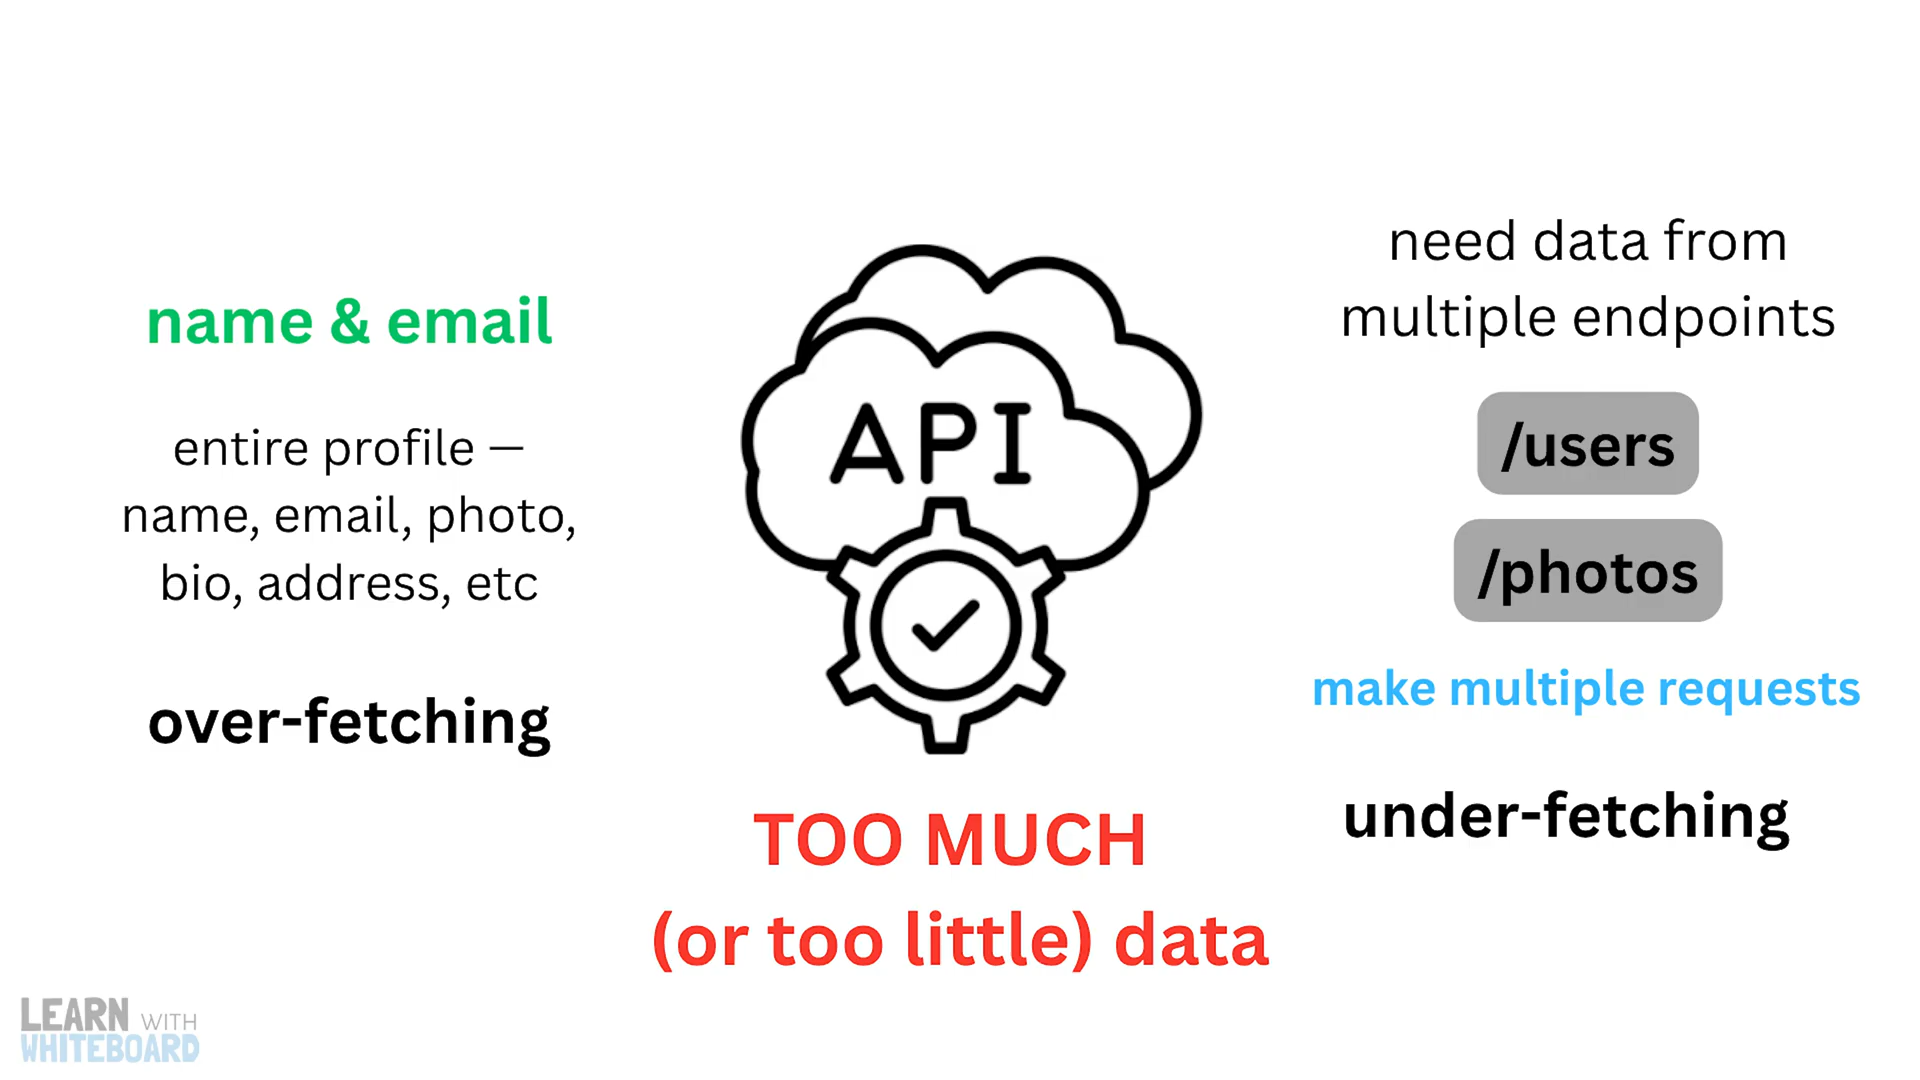 name & email
entire profile —
name, email, photo,
bio, address, etc
over-fetching
API
TOO MUCH
(or too little) data
need data from
multiple endpoints
/users
/photos
make multiple requests
under-fetching
LEARN WITH
WHITEBOARD